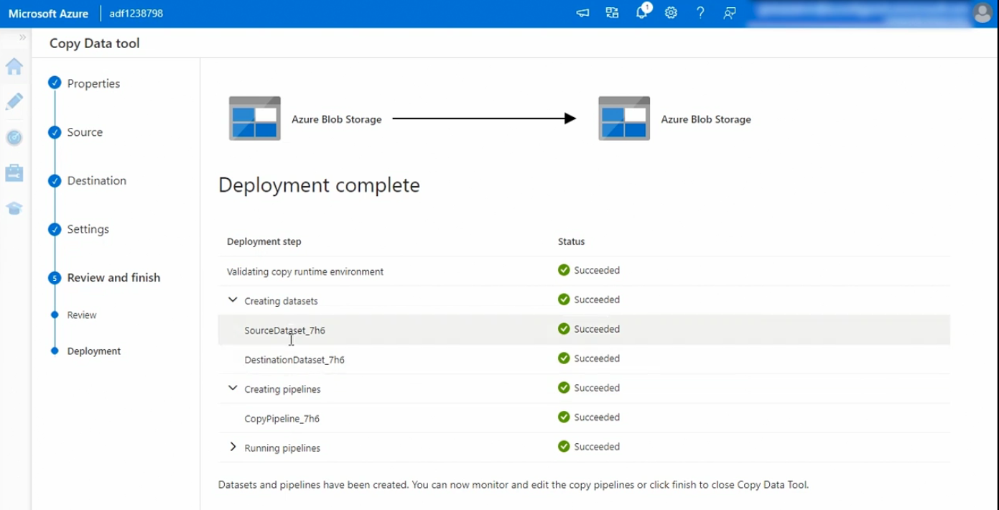 Microsoft Azure adf1238798 1 ?
Copy Data tool
Properties
Source
Destination
Settings
5 Review and finish
Review
Deployment
Azure Blob Storage Azure Blob Storage
Deployment complete
Deployment step Status
Validating copy runtime environment Succeeded
Creating datasets Succeeded
SourceDataset_7h6 Succeeded
DestinationDataset_7h6 Succeeded
Creating pipelines Succeeded
CopyPipeline_7h6 Succeeded
Running pipelines Succeeded
Datasets and pipelines have been created. You can now monitor and edit the copy pipelines or click finish to close Copy Data Tool.